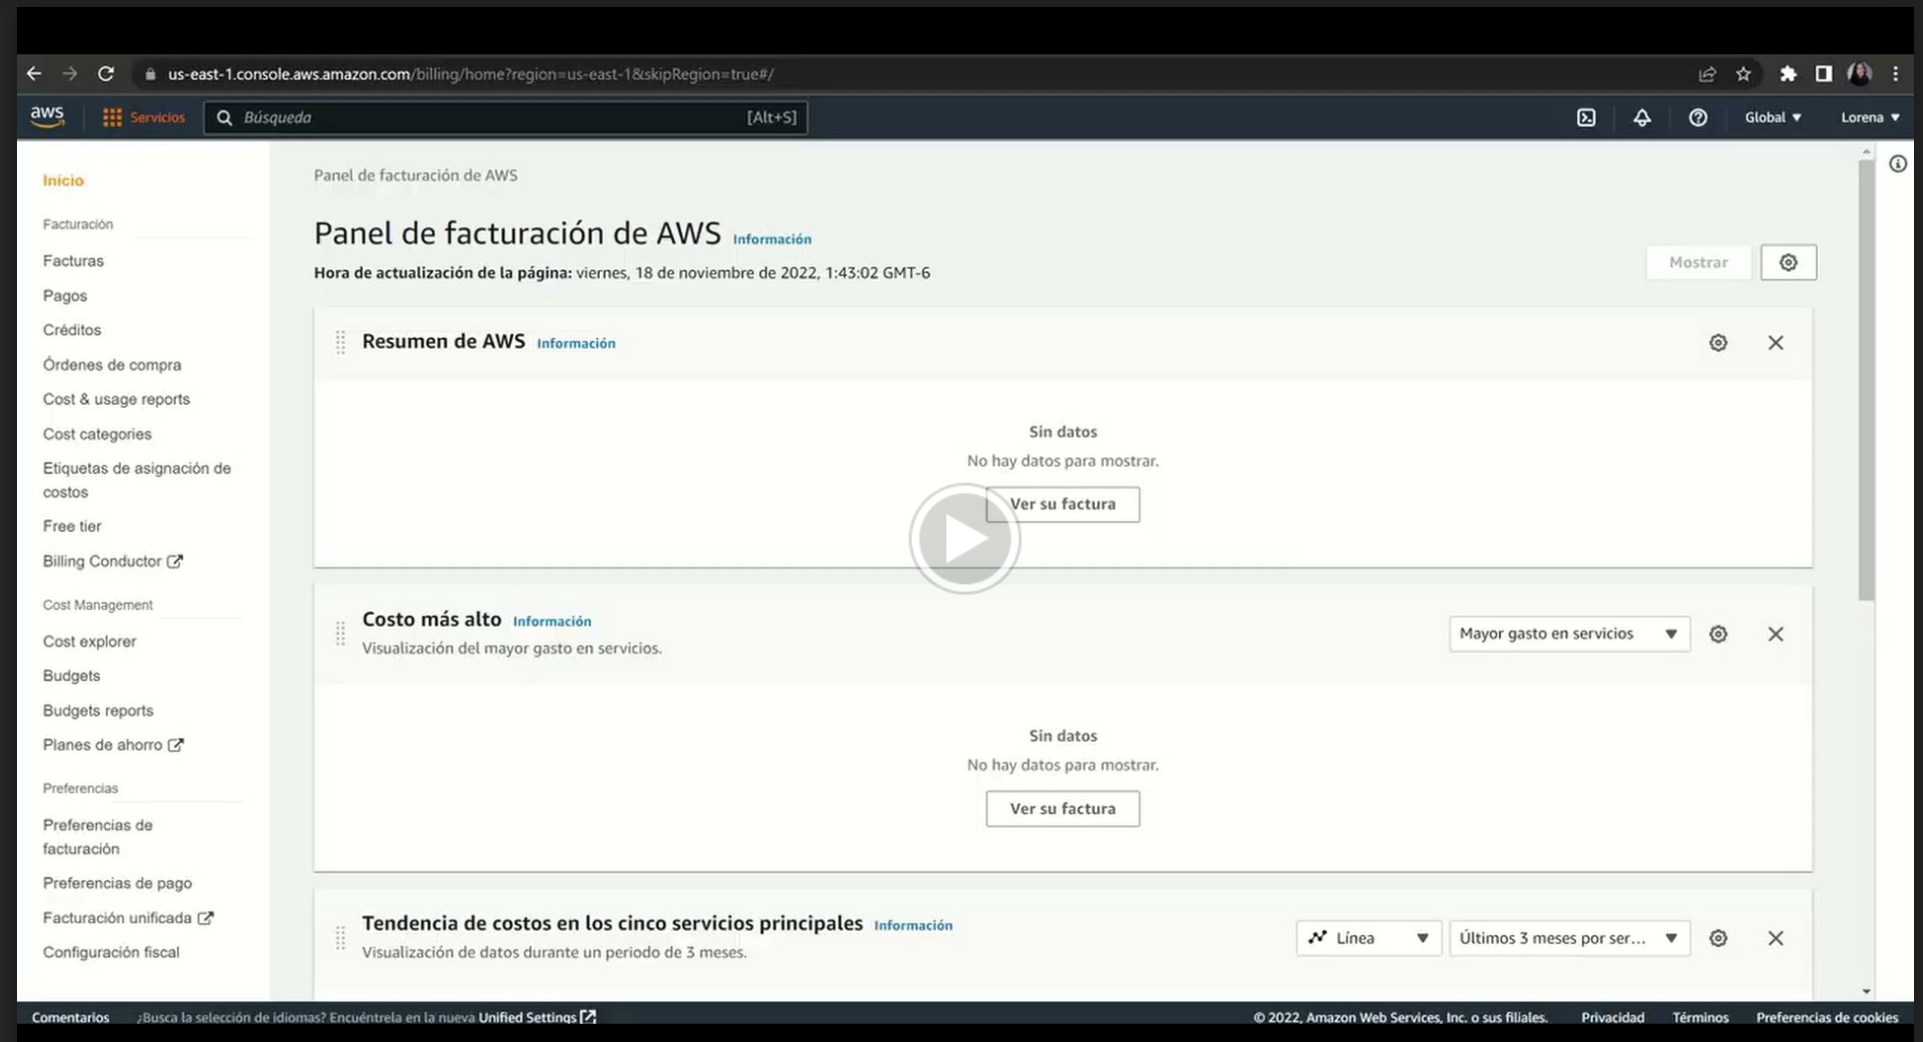 us-east-1.console.aws.amazon.com/billing/home?region=us-east-1&skipRegion=true#/
aws
Servicios
Búsqueda
[Alt+S]
Global
Lorena
Inicio
Facturación
Facturas
Pagos
Créditos
Órdenes de compra
Cost & usage reports
Cost categories
Etiquetas de asignación de
costos
Free tier
Billing Conductor
Cost Management
Cost explorer
Budgets
Budgets reports
Planes de ahorro
Preferencias
Preferencias de
facturación
Preferencias de pago
Facturación unificada
Configuración fiscal
Panel de facturación de AWS
Panel de facturación de AWS Información
Hora de actualización de la página: viernes, 18 de noviembre de 2022, 1:43:02 GMT-6
Mostrar
Resumen de AWS Información
Sin datos
No hay datos para mostrar.
Ver su factura
Costo más alto Información
Visualización del mayor gasto en servicios.
Mayor gasto en servicios
Sin datos
No hay datos para mostrar.
Ver su factura
Tendencia de costos en los cinco servicios principales Información
Visualización de datos durante un periodo de 3 meses.
Línea
Últimos 3 meses por ser...
Comentarios
¿Busca la selección de idiomas? Encuéntrela en la nueva Unified Settings
© 2022, Amazon Web Services, Inc. o sus filiales.
Privacidad
Términos
Preferencias de cookies